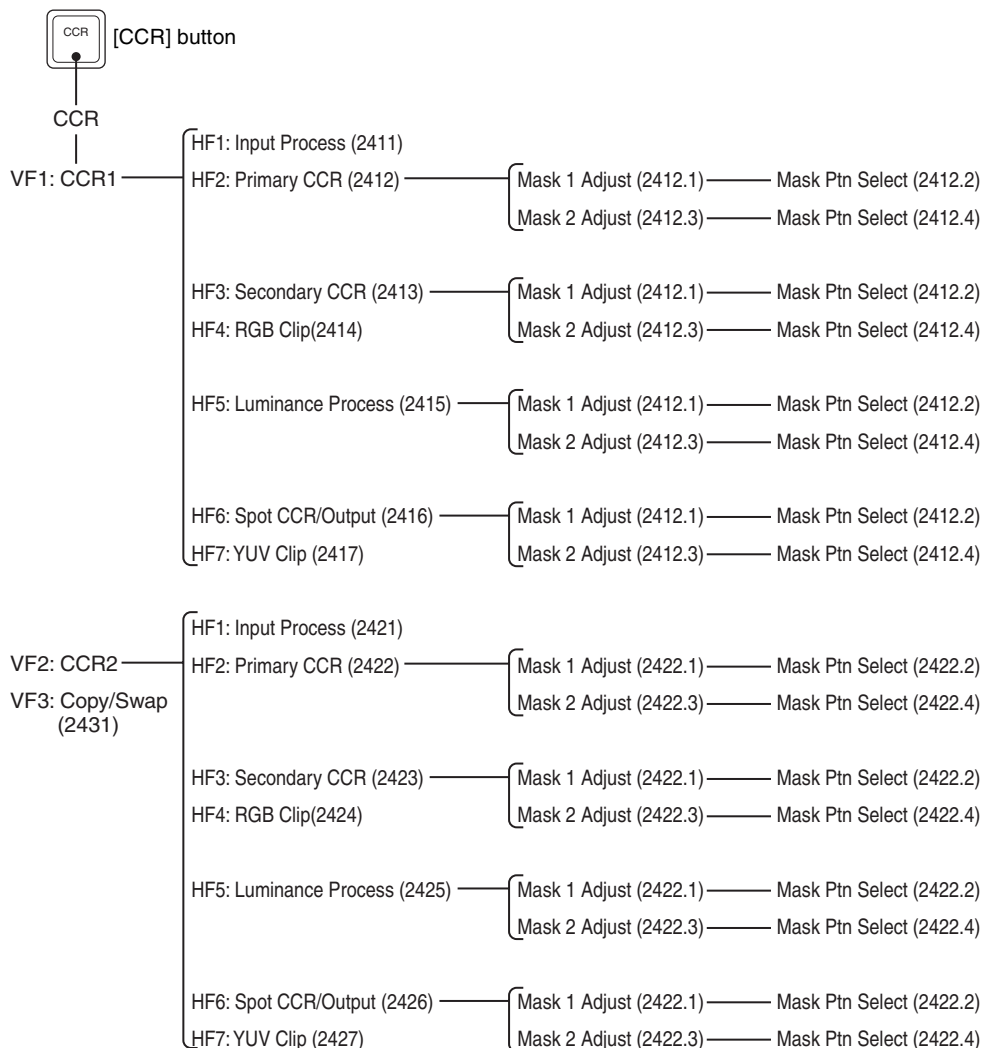 CCR
[CCR] button
CCR
HF1: Input Process (2411)
VF1: CCR1
HF2: Primary CCR (2412)
Mask 1 Adjust (2412.1)
Mask Ptn Select (2412.2)
Mask 2 Adjust (2412.3)
Mask Ptn Select (2412.4)
HF3: Secondary CCR (2413)
Mask 1 Adjust (2412.1)
Mask Ptn Select (2412.2)
HF4: RGB Clip(2414)
Mask 2 Adjust (2412.3)
Mask Ptn Select (2412.4)
HF5: Luminance Process (2415)
Mask 1 Adjust (2412.1)
Mask Ptn Select (2412.2)
Mask 2 Adjust (2412.3)
Mask Ptn Select (2412.4)
HF6: Spot CCR/Output (2416)
Mask 1 Adjust (2412.1)
Mask Ptn Select (2412.2)
HF7: YUV Clip (2417)
Mask 2 Adjust (2412.3)
Mask Ptn Select (2412.4)
HF1: Input Process (2421)
VF2: CCR2
HF2: Primary CCR (2422)
Mask 1 Adjust (2422.1)
Mask Ptn Select (2422.2)
VF3: Copy/Swap
(2431)
Mask 2 Adjust (2422.3)
Mask Ptn Select (2422.4)
HF3: Secondary CCR (2423)
Mask 1 Adjust (2422.1)
Mask Ptn Select (2422.2)
HF4: RGB Clip(2424)
Mask 2 Adjust (2422.3)
Mask Ptn Select (2422.4)
HF5: Luminance Process (2425)
Mask 1 Adjust (2422.1)
Mask Ptn Select (2422.2)
Mask 2 Adjust (2422.3)
Mask Ptn Select (2422.4)
HF6: Spot CCR/Output (2426)
Mask 1 Adjust (2422.1)
Mask Ptn Select (2422.2)
HF7: YUV Clip (2427)
Mask 2 Adjust (2422.3)
Mask Ptn Select (2422.4)